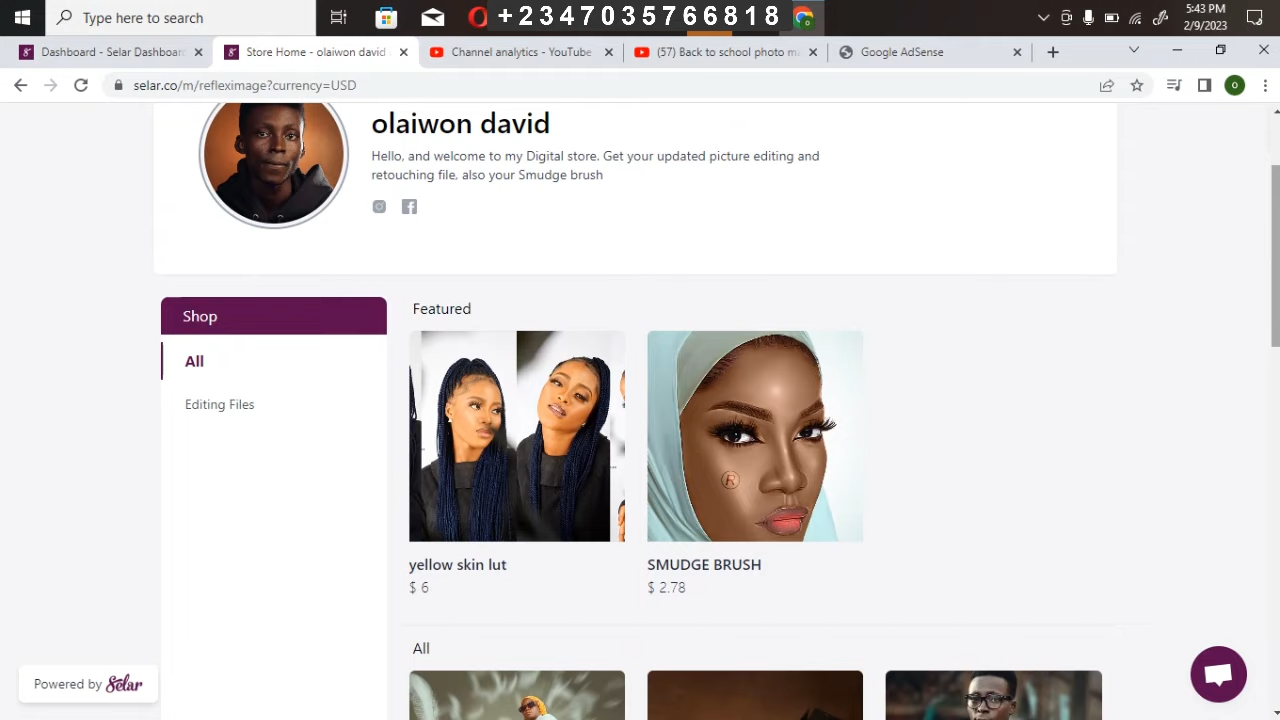 Type here to search
+2347035766818
5:43 PM
2/9/2023
Dashboard - Selar Dashboard
Store Home - olaiwon david
Channel analytics - YouTube
(57) Back to school photo ma
Google AdSense
selar.co/m/refleximage?currency=USD
o
olaiwon david
Hello, and welcome to my Digital store. Get your updated picture editing and
retouching file, also your Smudge brush
Shop
All
Editing Files
Featured
R
yellow skin lut
$ 6
SMUDGE BRUSH
$ 2.78
All
Powered by Selar